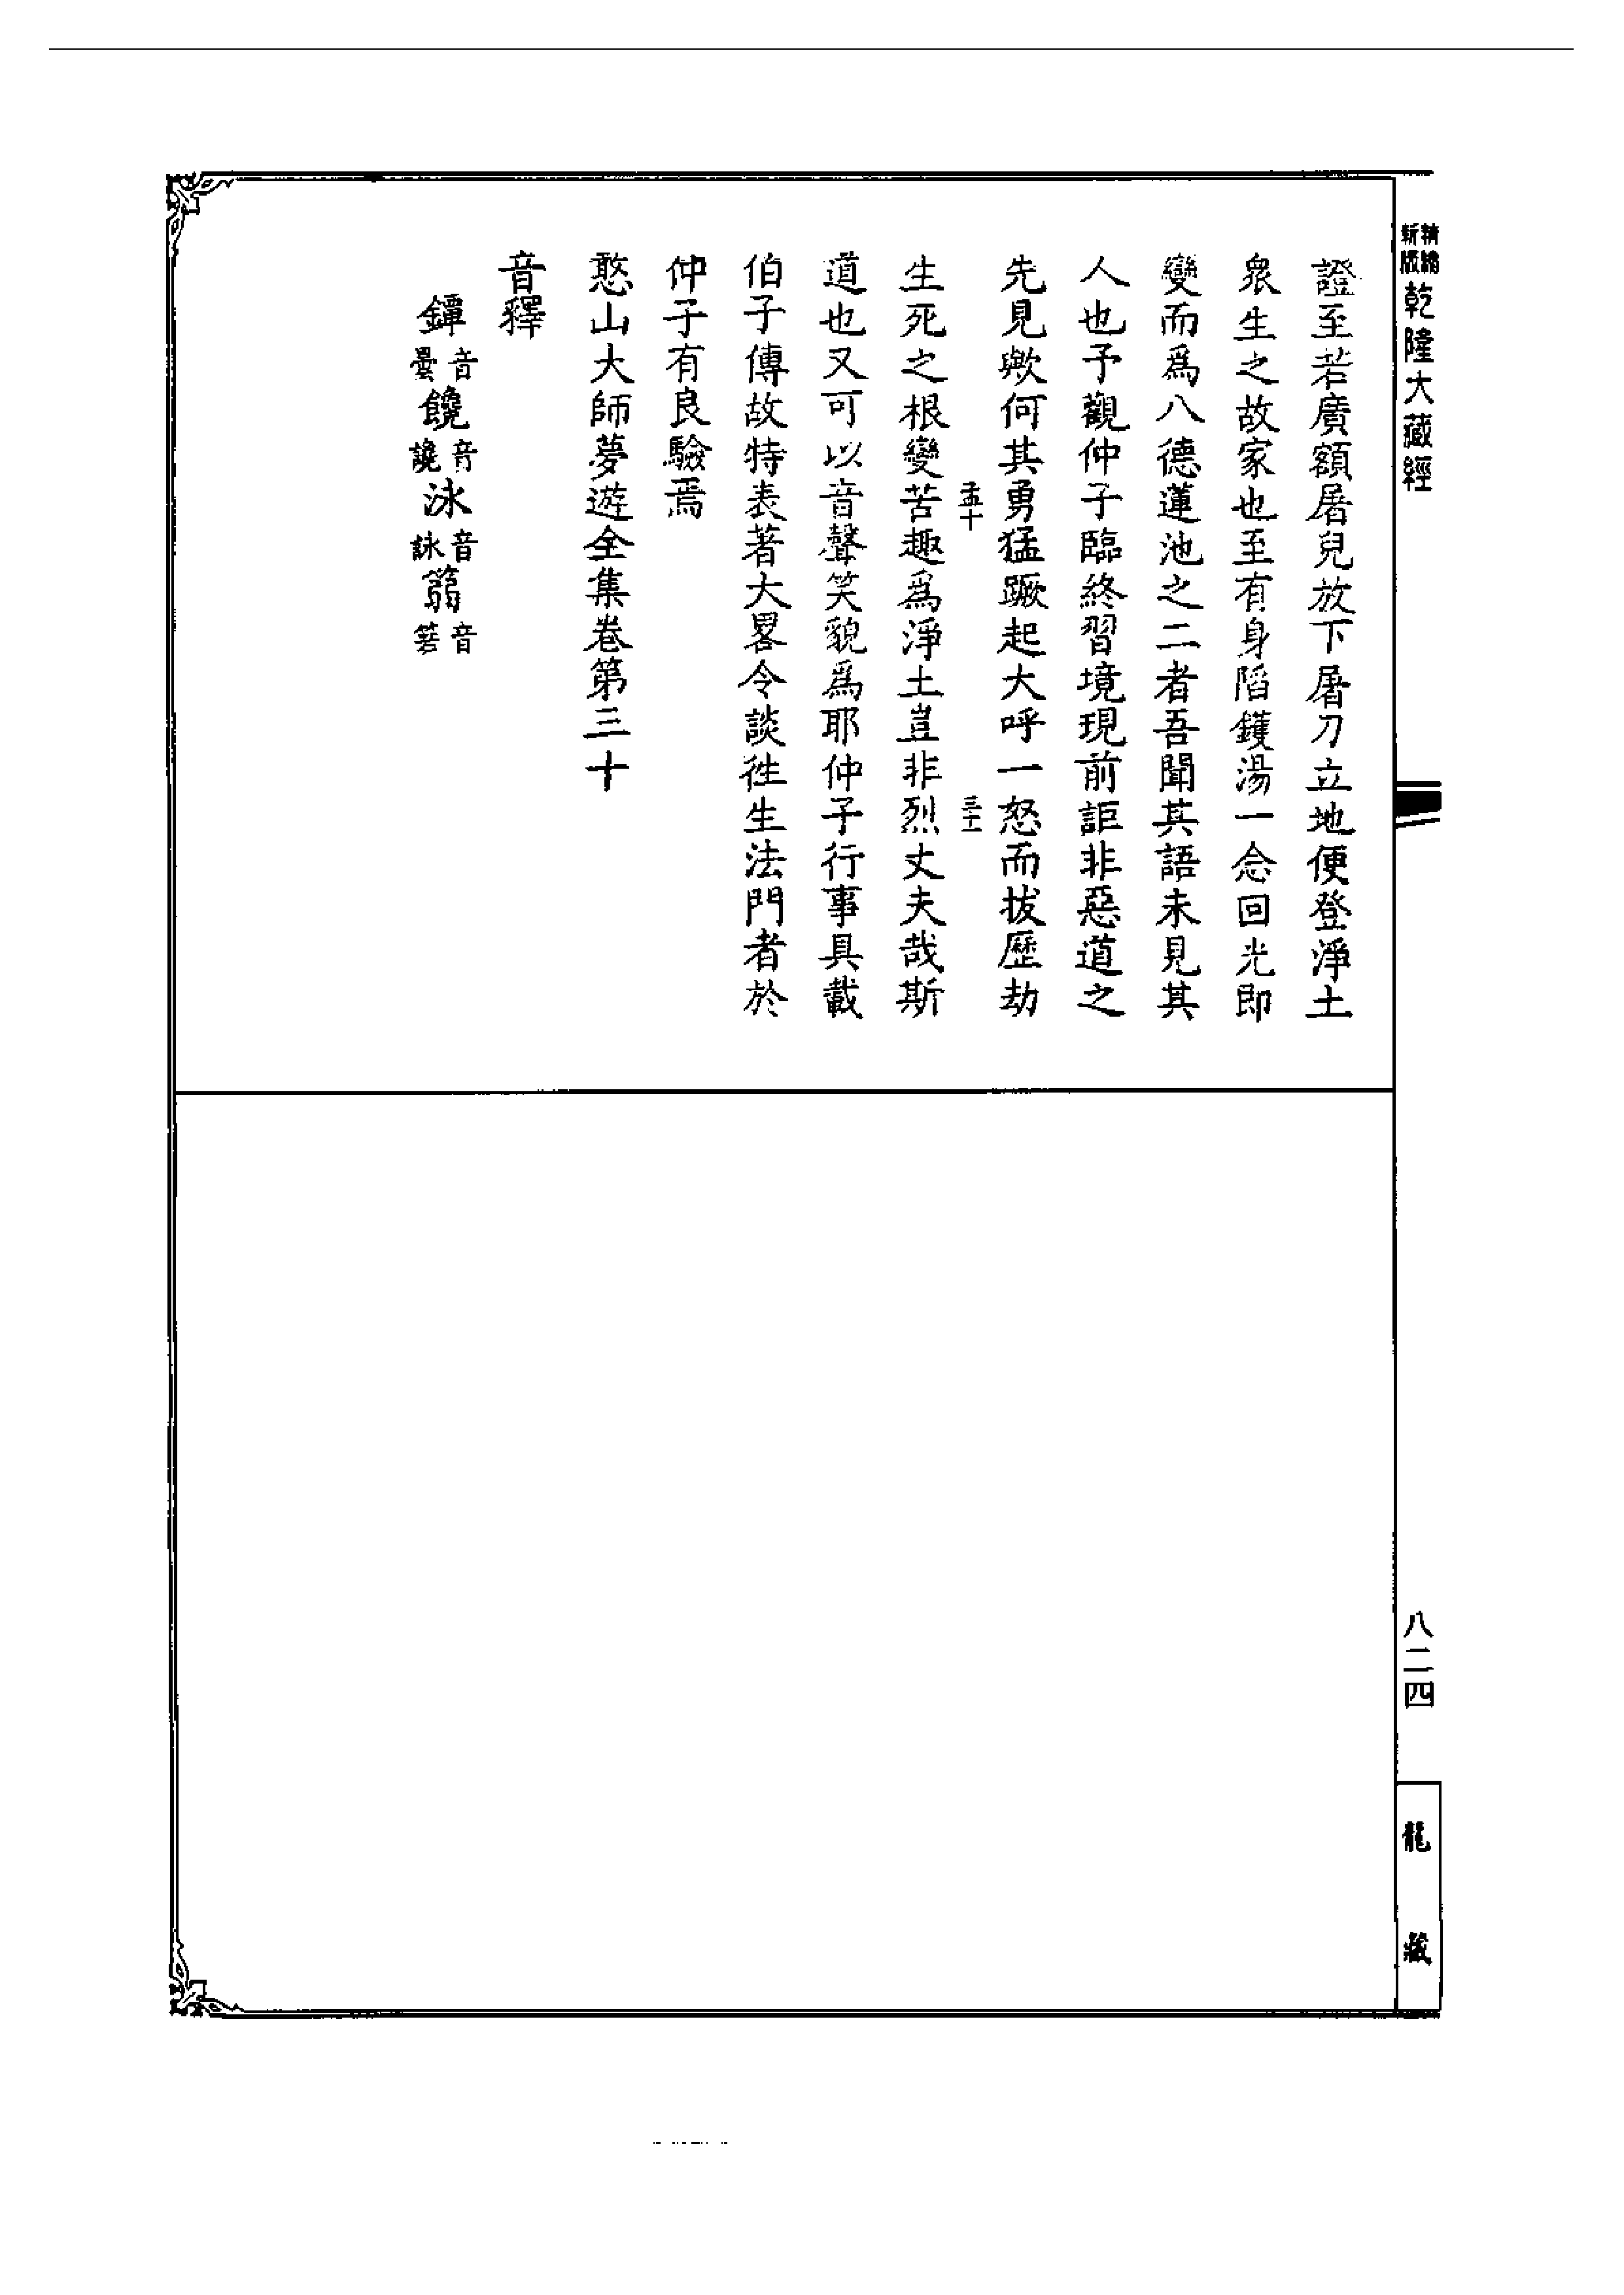 新版精縮乾隆大藏經
八二四
龍藏
證至若廣額屠兒放下屠刀立地便登淨土
衆生之故家也至有身陷鑊湯一念回光即
變而爲八德蓮池之二者吾聞其語未見其
人也予觀仲子臨終習境現前詎非惡道之
先見歟何其勇猛蹶起大呼一怒而拔歷劫
生死之根變苦趣爲淨土豈非烈丈夫哉斯
道也又可以音聲笑貌爲耶仲子行事具載
伯子傳故特表著大畧令談徃生法門者於
仲子有良驗焉
憨山大師夢遊全集卷第三十
音釋
鐔音曇饞音讒泳音詠篛音箬